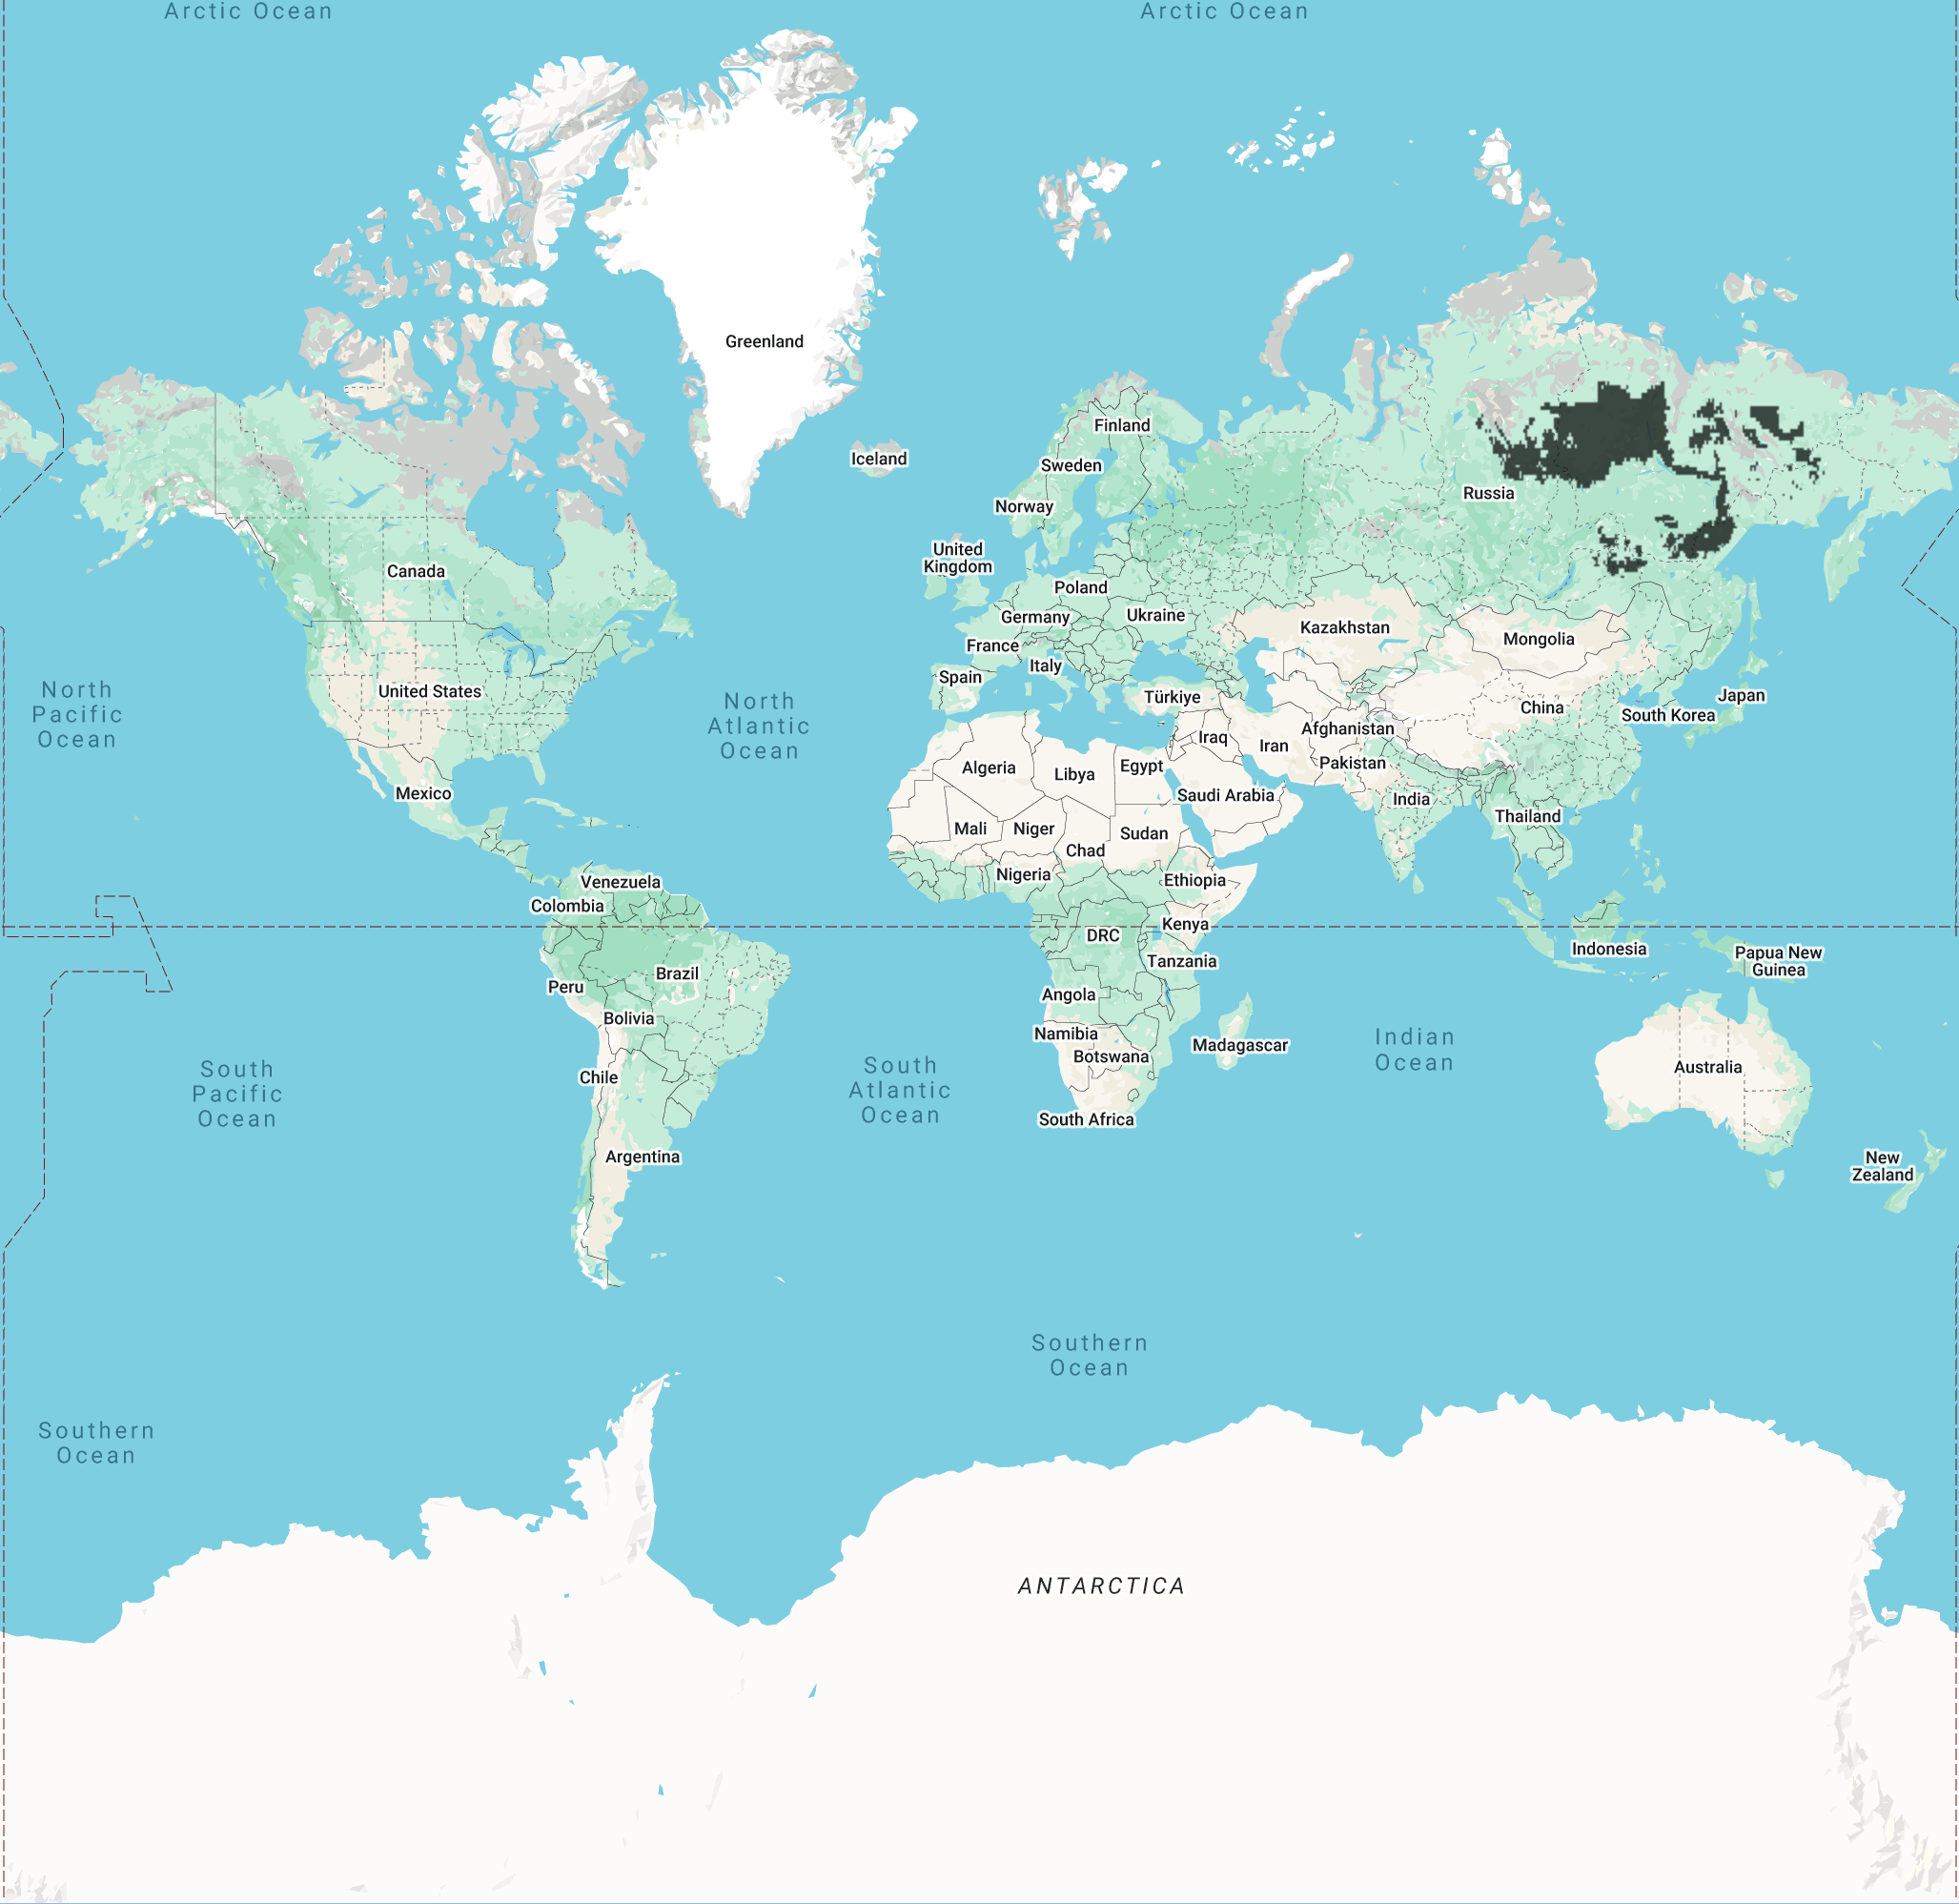 Arctic Ocean
Arctic Ocean
Greenland
Finland
Iceland
Sweden
Russia
Norway
United
Kingdom
Canada
Poland
Germany
Ukraine
Kazakhstan
Mongolia
France
Italy
Spain
United States
Türkiye
Japan
North
Pacific
Ocean
North
Atlantic
Ocean
China
South Korea
Afghanistan
Iraq
Iran
Pakistan
Algeria
Libya
Egypt
Mexico
Saudi Arabia
India
Thailand
Mali
Niger
Sudan
Chad
Nigeria
Ethiopia
Venezuela
Colombia
Kenya
DRC
Indonesia
Papua New
Guinea
Tanzania
Brazil
Peru
Angola
Bolivia
Namibia
Madagascar
Botswana
Indian
Ocean
Australia
Chile
South
Pacific
Ocean
South
Atlantic
Ocean
South Africa
Argentina
New
Zealand
Southern
Ocean
Southern
Ocean
ANTARCTICA